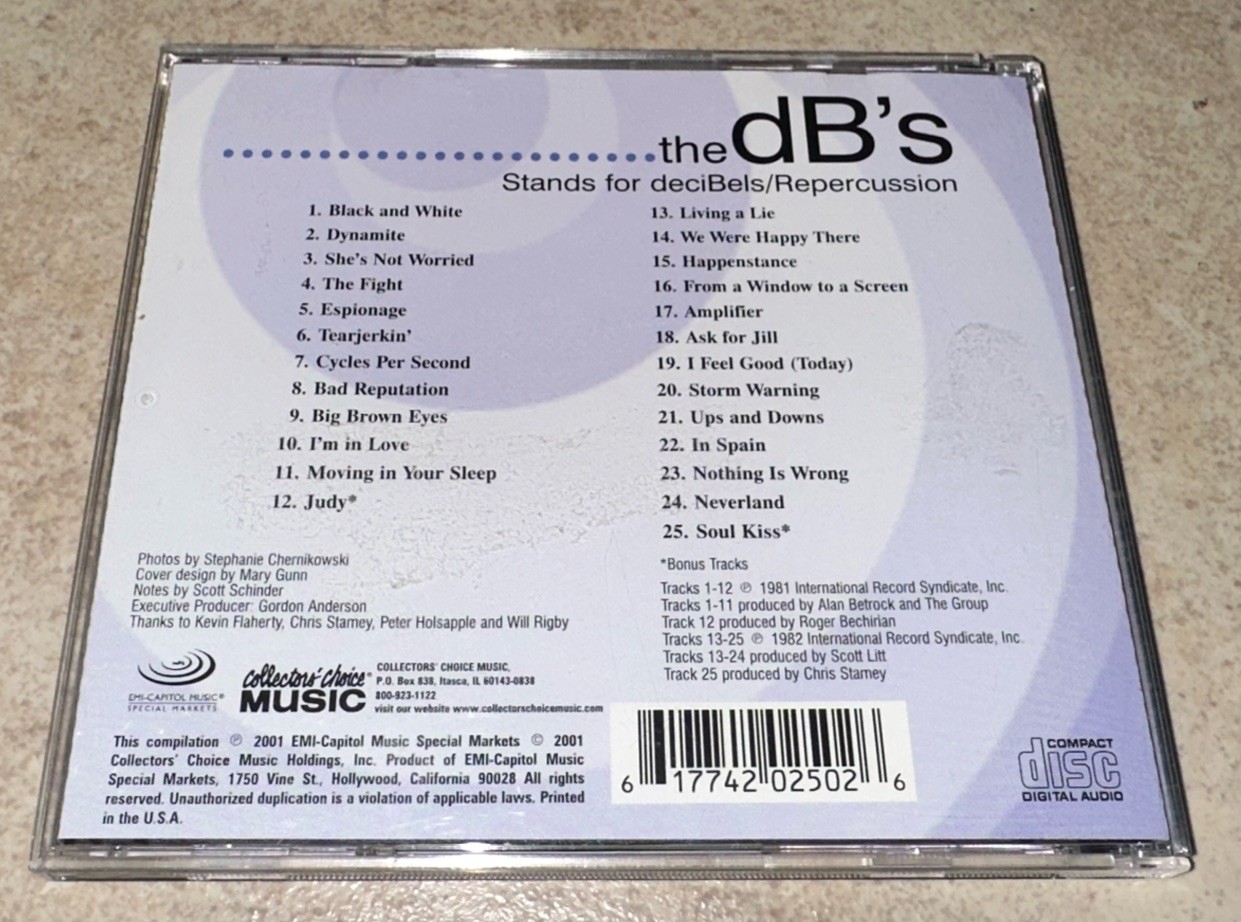 the dB's
Stands for deciBels/Repercussion
1. Black and White
2. Dynamite
3. She's Not Worried
4. The Fight
5. Espionage
6. Tearjerkin'
7. Cycles Per Second
8. Bad Reputation
9. Big Brown Eyes
10. I'm in Love
11. Moving in Your Sleep
12. Judy*
13. Living a Lie
14. We Were Happy There
15. Happenstance
16. From a Window to a Screen
17. Amplifier
18. Ask for Jill
19. I Feel Good (Today)
20. Storm Warning
21. Ups and Downs
22. In Spain
23. Nothing Is Wrong
24. Neverland
25. Soul Kiss*
*Bonus Tracks
Tracks 1-12 ℗ 1981 International Record Syndicate, Inc.
Tracks 1-11 produced by Alan Betrock and The Group
Track 12 produced by Roger Bechirian
Tracks 13-25 ℗ 1982 International Record Syndicate, Inc.
Tracks 13-24 produced by Scott Litt
Track 25 produced by Chris Stamey
Photos by Stephanie Chernikowski
Cover design by Mary Gunn
Notes by Scott Schinder
Executive Producer: Gordon Anderson
Thanks to Kevin Flaherty, Chris Stamey, Peter Holsapple and Will Rigby
EMI-CAPITOL MUSIC®
SPECIAL MARKETS
collectors' choice®
MUSIC
COLLECTORS' CHOICE MUSIC,
P.O. Box 838, Itasca, IL 60143-0838
800-923-1122
visit our website www.collectorschoicemusic.com
This compilation ℗ 2001 EMI-Capitol Music Special Markets © 2001
Collectors' Choice Music Holdings, Inc. Product of EMI-Capitol Music
Special Markets, 1750 Vine St., Hollywood, California 90028 All rights
reserved. Unauthorized duplication is a violation of applicable laws. Printed
in the U.S.A.
6 17742 02502 6
COMPACT
disc
DIGITAL AUDIO